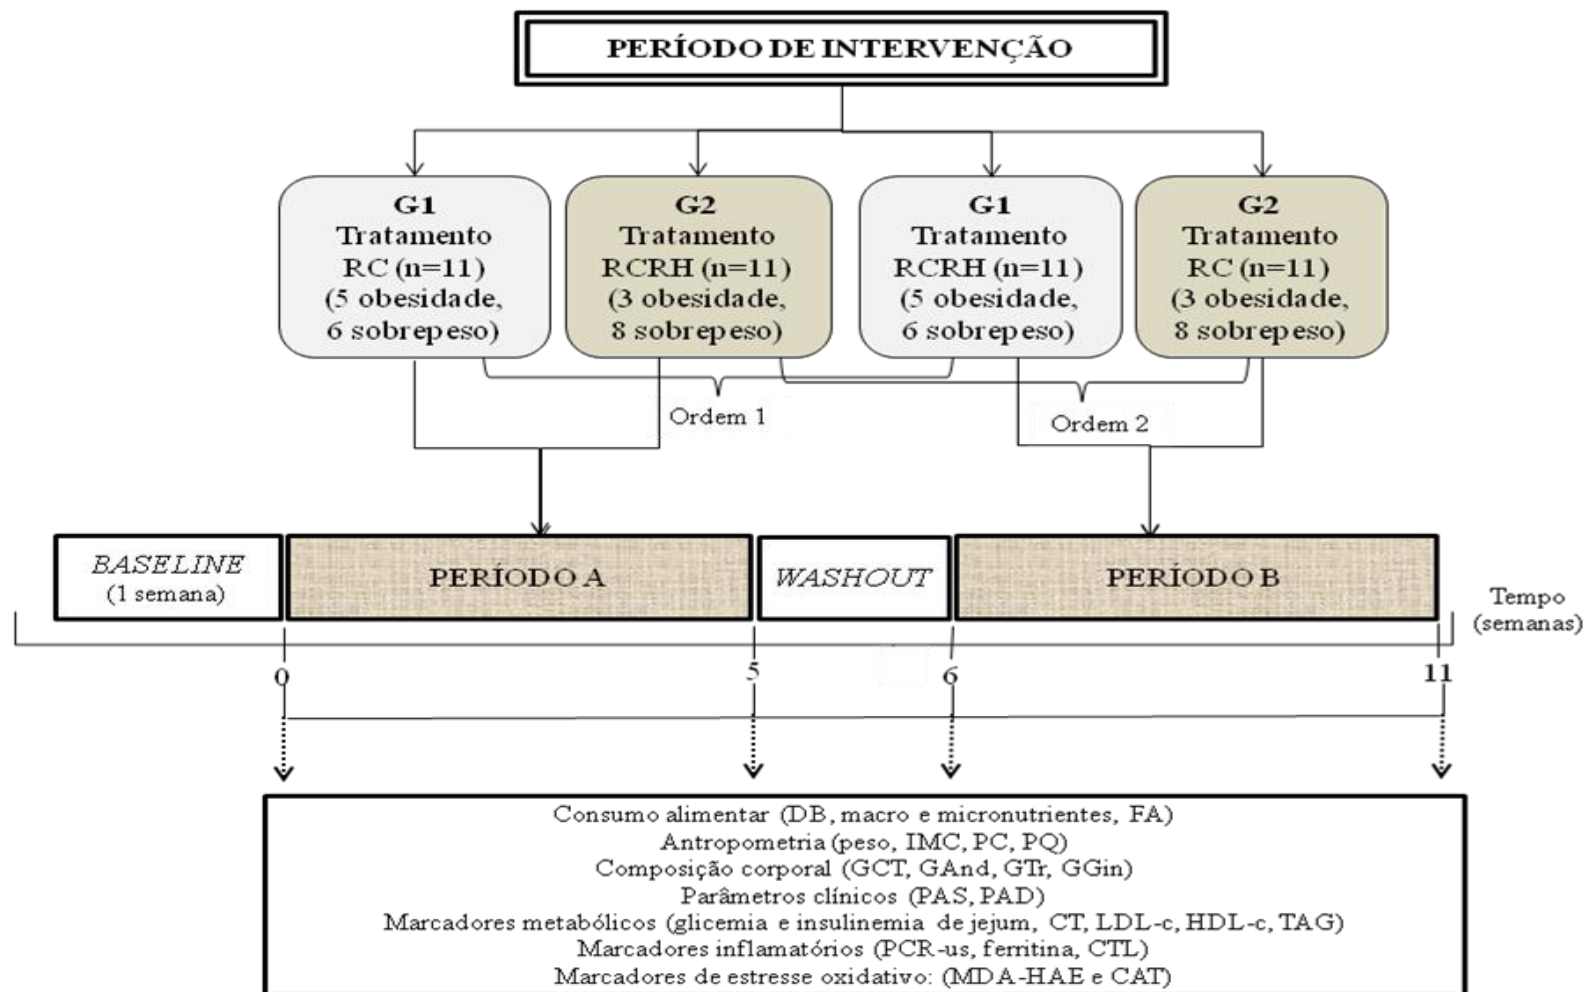 PERÍODO DE INTERVENÇÃO
G1
Tratamento
RC (n=11)
(5 obesidade,
6 sobrepeso)
G2
Tratamento
RCRH (n=11)
(3 obesidade,
8 sobrepeso)
G1
Tratamento
RCRH (n=11)
(5 obesidade,
6 sobrepeso)
G2
Tratamento
RC (n=11)
(3 obesidade,
8 sobrepeso)
Ordem 1
Ordem 2
BASELINE
(1 semana)
PERÍODO A
WASHOUT
PERÍODO B
Tempo
(semanas)
0
5
6
11
Consumo alimentar (DB, macro e micronutrientes, FA)
Antropometria (peso, IMC, PC, PQ)
Composição corporal (GCT, GAnd, GTr, GGin)
Parâmetros clínicos (PAS, PAD)
Marcadores metabólicos (glicemia e insulinemia de jejum, CT, LDL-c, HDL-c, TAG)
Marcadores inflamatórios (PCR-us, ferritina, CTL)
Marcadores de estresse oxidativo: (MDA-HAE e CAT)